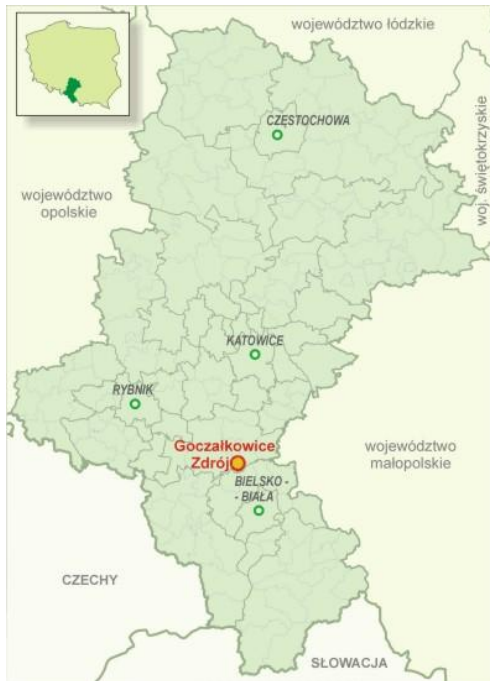 województwo łódzkie
CZĘSTOCHOWA
woj. świętokrzyskie
województwo
opolskie
KATOWICE
RYBNIK
Goczałkowice
Zdrój
województwo
małopolskie
BIELSKO -
- BIAŁA
CZECHY
SŁOWACJA